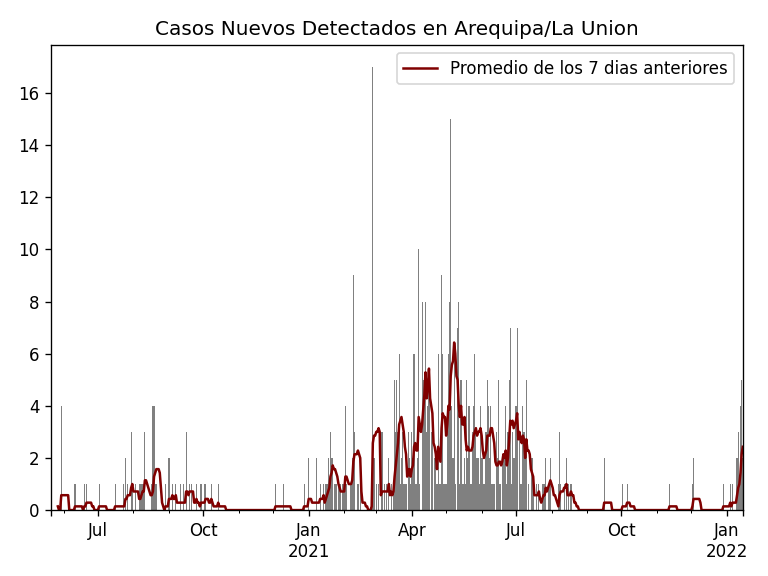 Casos Nuevos Detectados en Arequipa/La Union
Promedio de los 7 dias anteriores
16
14
12
10
8
6
4
2
0
Jul
Oct
Jan
2021
Apr
Jul
Oct
Jan
2022